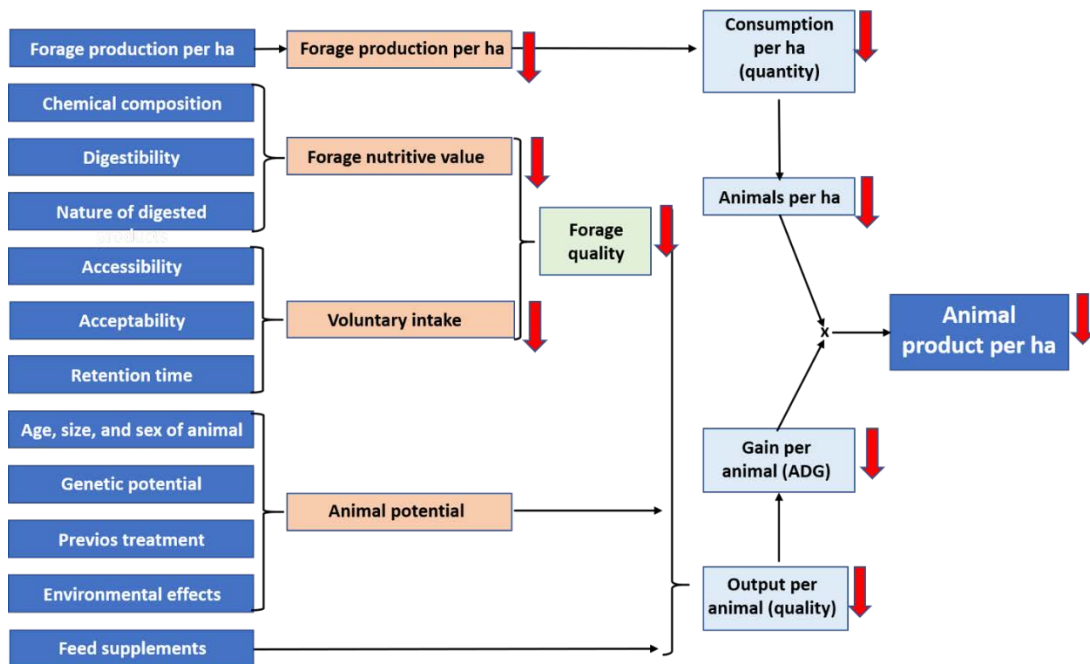 Forage production per ha
Forage production per ha
Consumption
per ha
(quantity)
Chemical composition
Digestibility
Forage nutritive value
Nature of digested
products
Animals per ha
Forage
quality
Accessibility
Acceptability
Voluntary intake
Retention time
X
Animal
product per ha
Age, size, and sex of animal
Genetic potential
Gain per
animal (ADG)
Animal potential
Previos treatment
Environmental effects
Output per
animal (quality)
Feed supplements